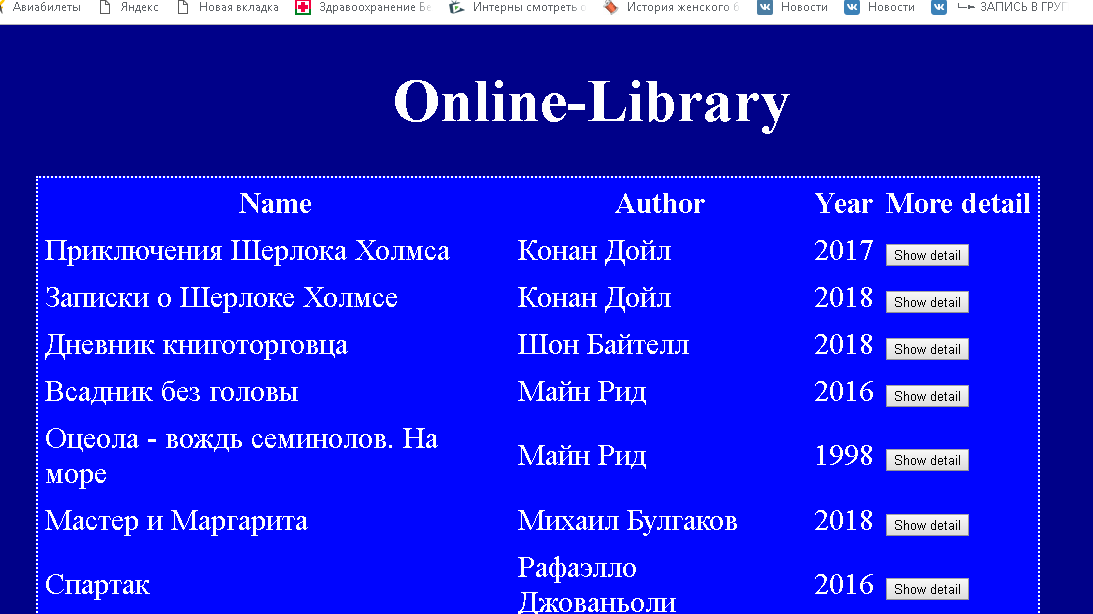 Авиабилеты Яндекс Новая вкладка Здравоохранение Интерны смотреть История женского Новости Новости ЗАПИСЬ В ГРУП
Online-Library
Name Author Year More detail
Приключения Шерлока Холмса Конан Дойл 2017 Show detail
Записки о Шерлоке Холмсе Конан Дойл 2018 Show detail
Дневник книготорговца Шон Байтелл 2018 Show detail
Всадник без головы Майн Рид 2016 Show detail
Оцеола - вождь семинолов. На
море Майн Рид 1998 Show detail
Мастер и Маргарита Михаил Булгаков 2018 Show detail
Спартак Рафаэлло
Джованьоли 2016 Show detail